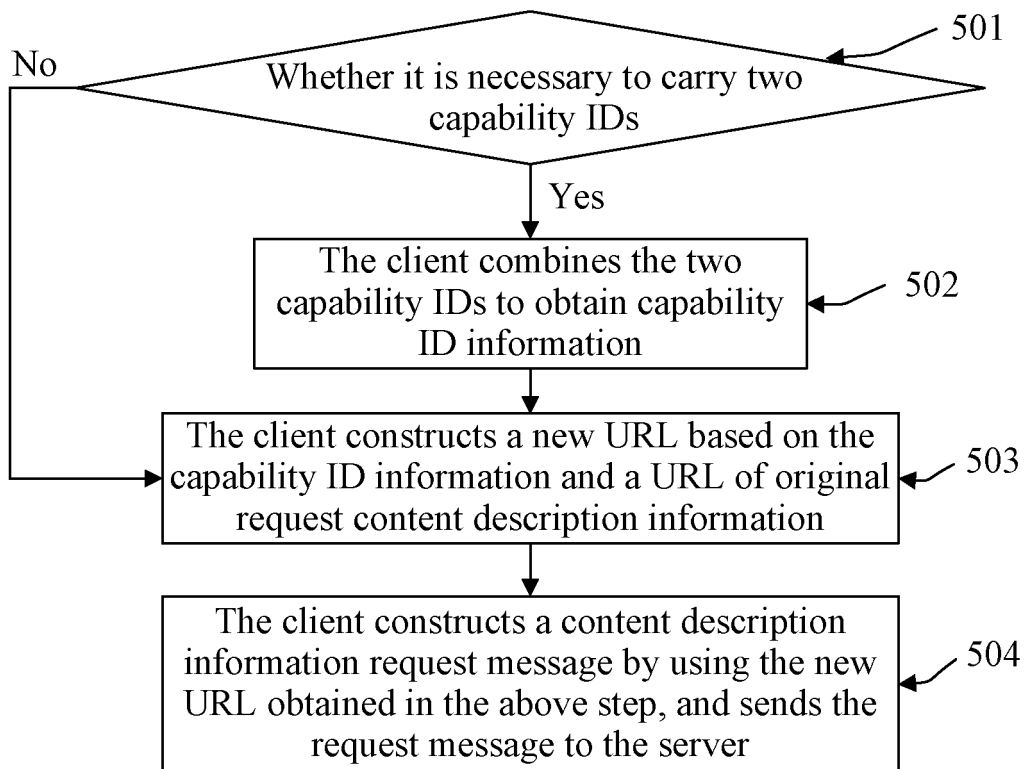 501
No
Whether it is necessary to carry two
capability IDs
Yes
The client combines the two
capability IDs to obtain capability
ID information
502
The client constructs a new URL based on the
capability ID information and a URL of original
request content description information
503
The client constructs a content description
information request message by using the new
URL obtained in the above step, and sends the
request message to the server
504